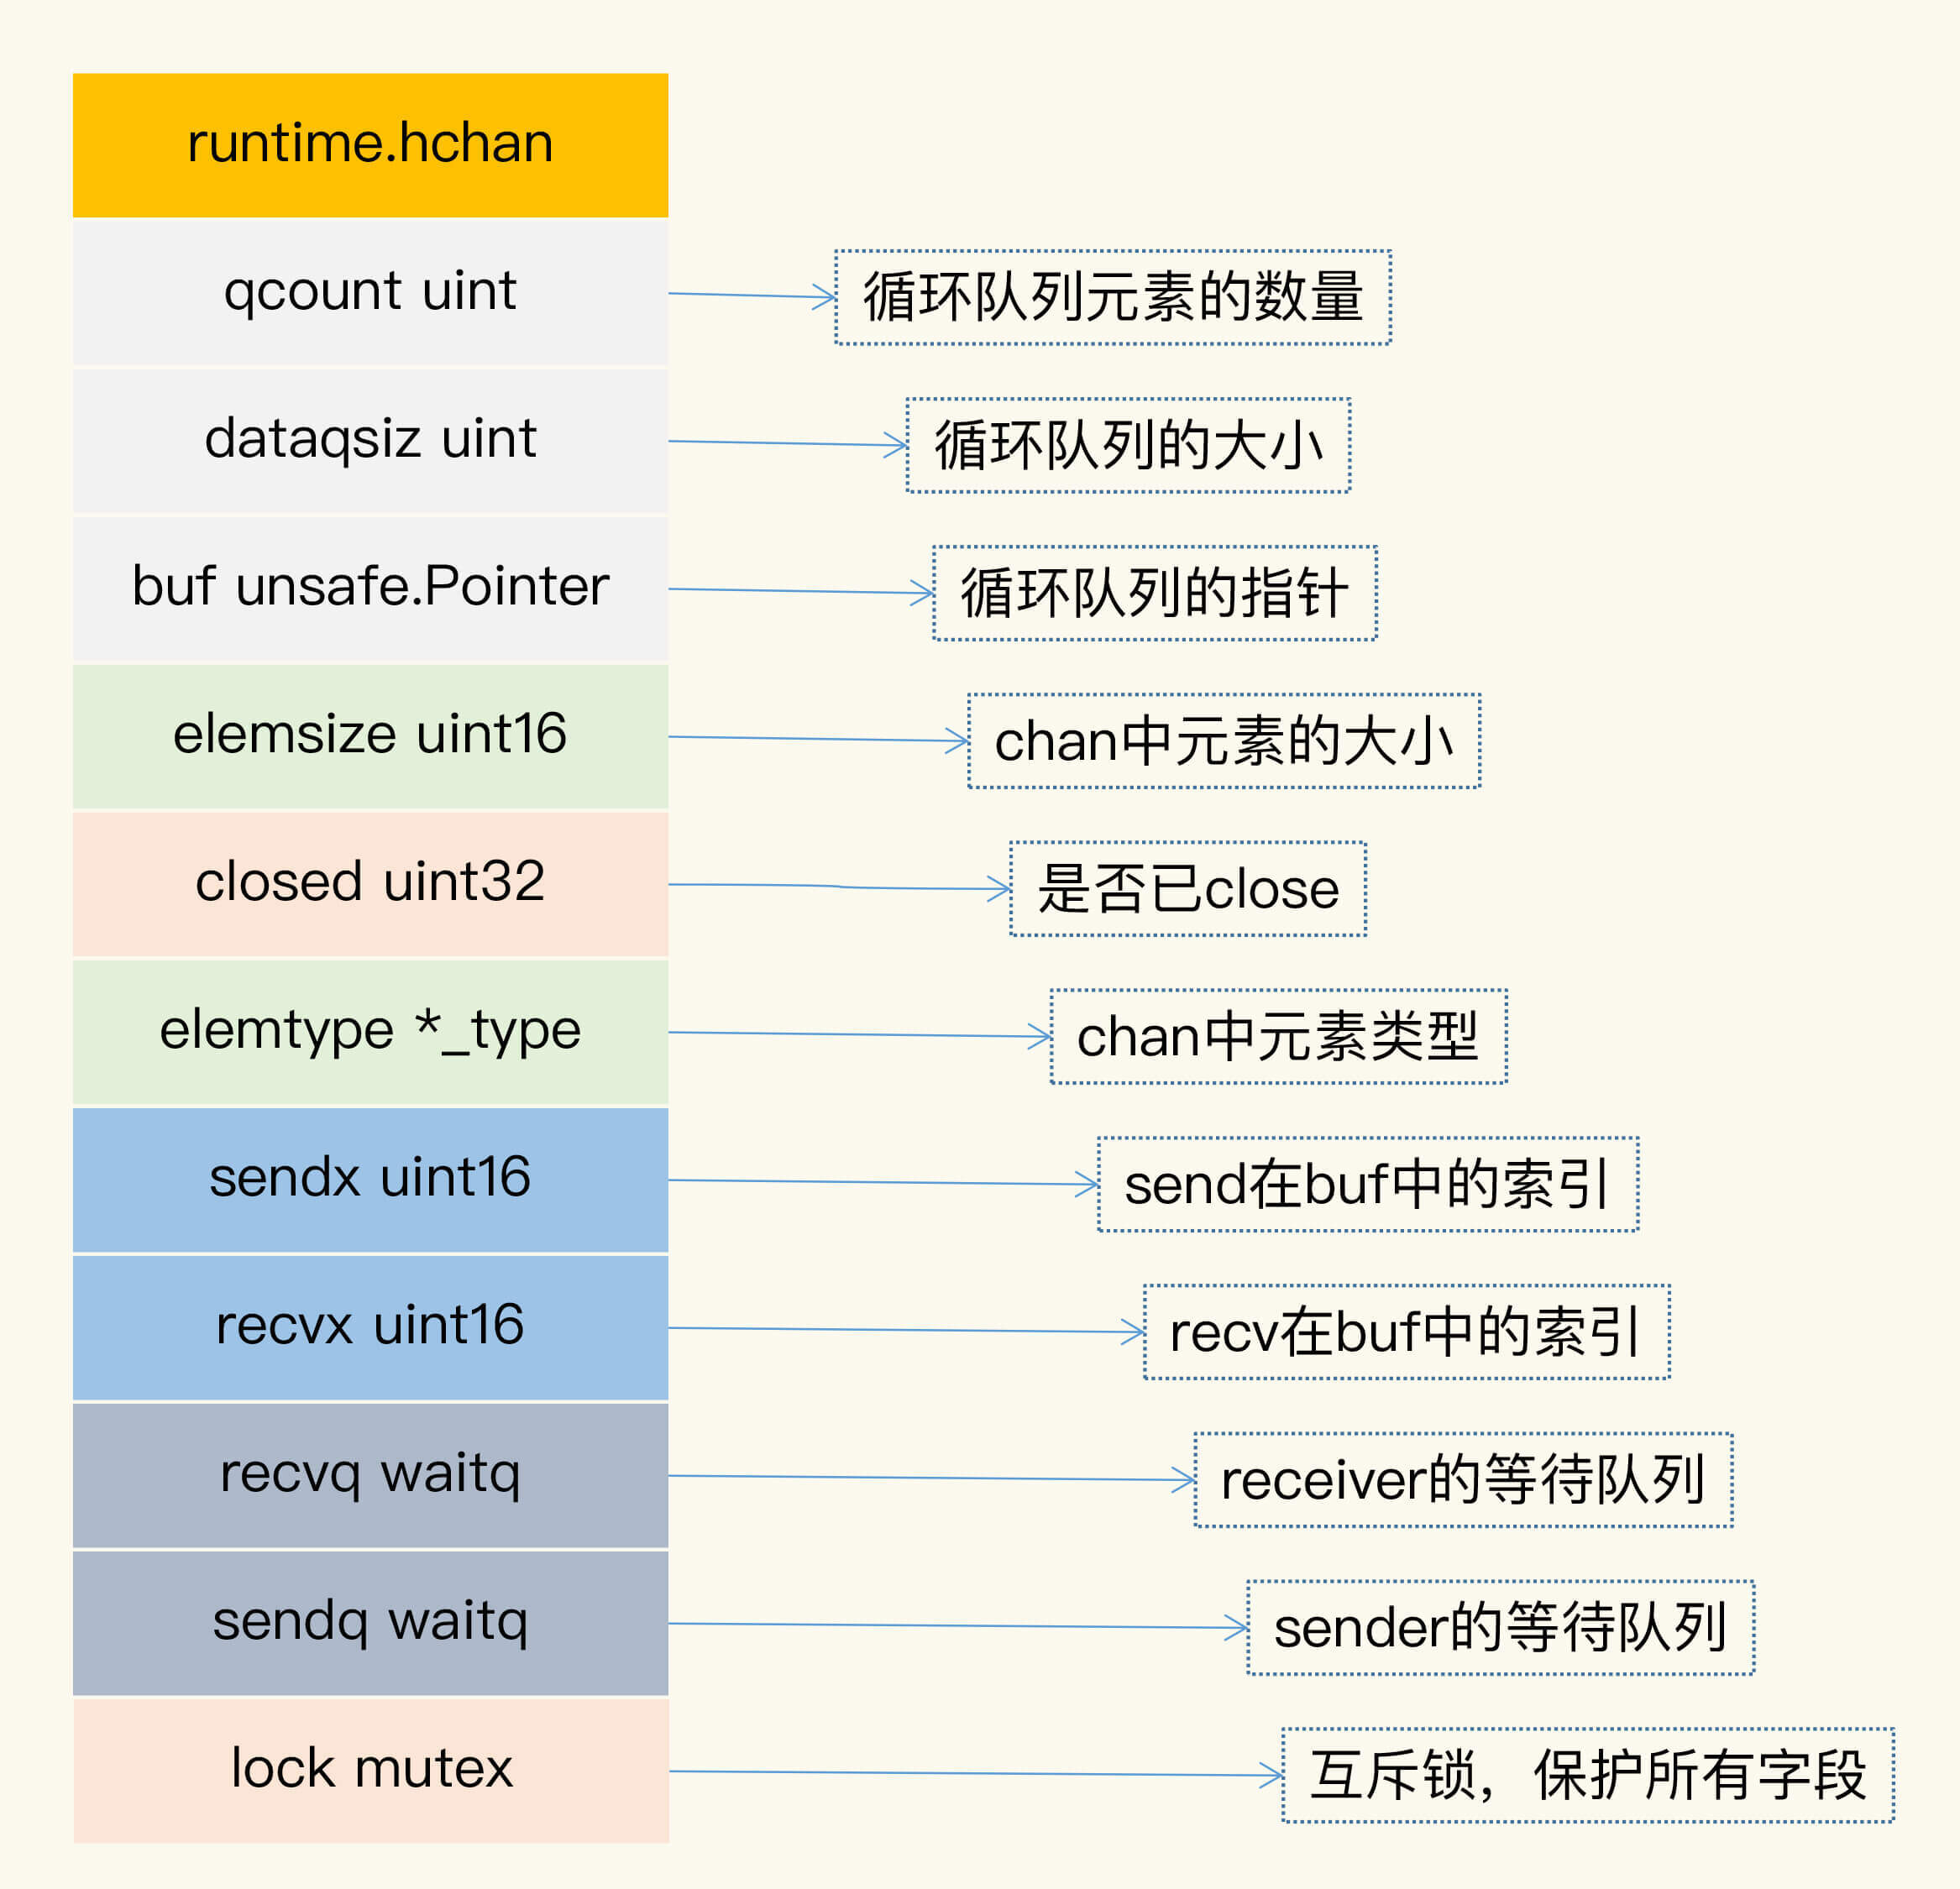 runtime.hchan
qcount uint
循环队列元素的数量
dataqsiz uint
循环队列的大小
buf unsafe.Pointer
循环队列的指针
elemsize uint16
chan中元素的大小
closed uint32
是否已close
elemtype *_type
chan中元素类型
sendx uint16
send在buf中的索引
recvx uint16
recv在buf中的索引
recvq waitq
receiver的等待队列
sendq waitq
sender的等待队列
lock mutex
互斥锁，保护所有字段